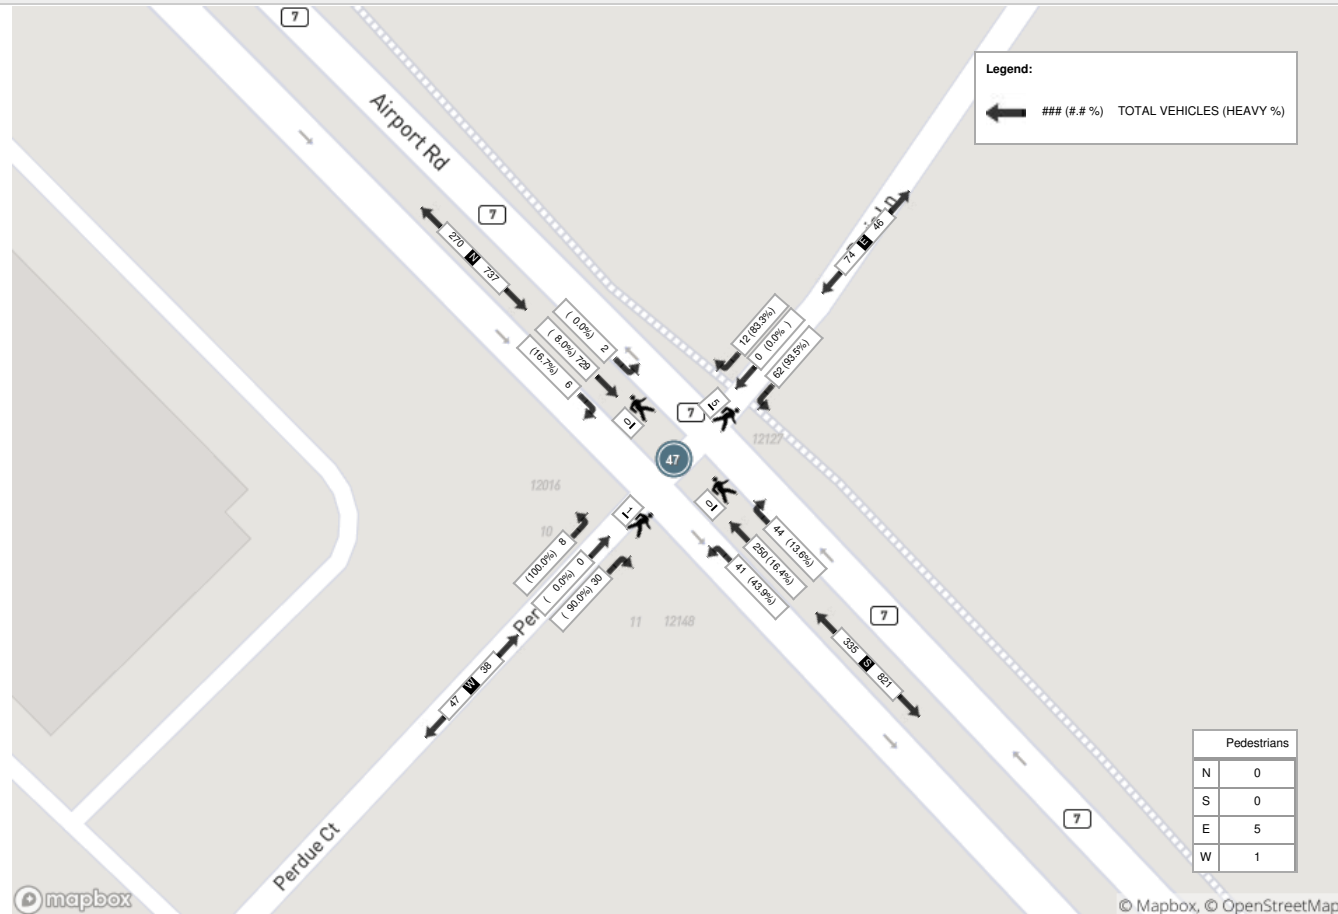 7
Airport Rd
7
Legend:
### (#.# %) TOTAL VEHICLES (HEAVY %)
270 N 737
74 E 46
( 0.0%) 2
( 8.0%) 729
(16.7%) 6
12 (83.3%)
0 (0.0% )
62 (93.5%)
0
5
7
47
12127
12016
10
1
0
(100.0%) 8
( 0.0%) 0
( 90.0%) 30
44 (13.6%)
250 (16.4%)
41 (43.9%)
11 12148
7
335 S 821
47 W 38
Perdue Ct
7
Pedestrians
N 0
S 0
E 5
W 1
mapbox
© Mapbox, © OpenStreetMap